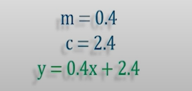 m = 0.4
c = 2.4
y = 0.4x + 2.4